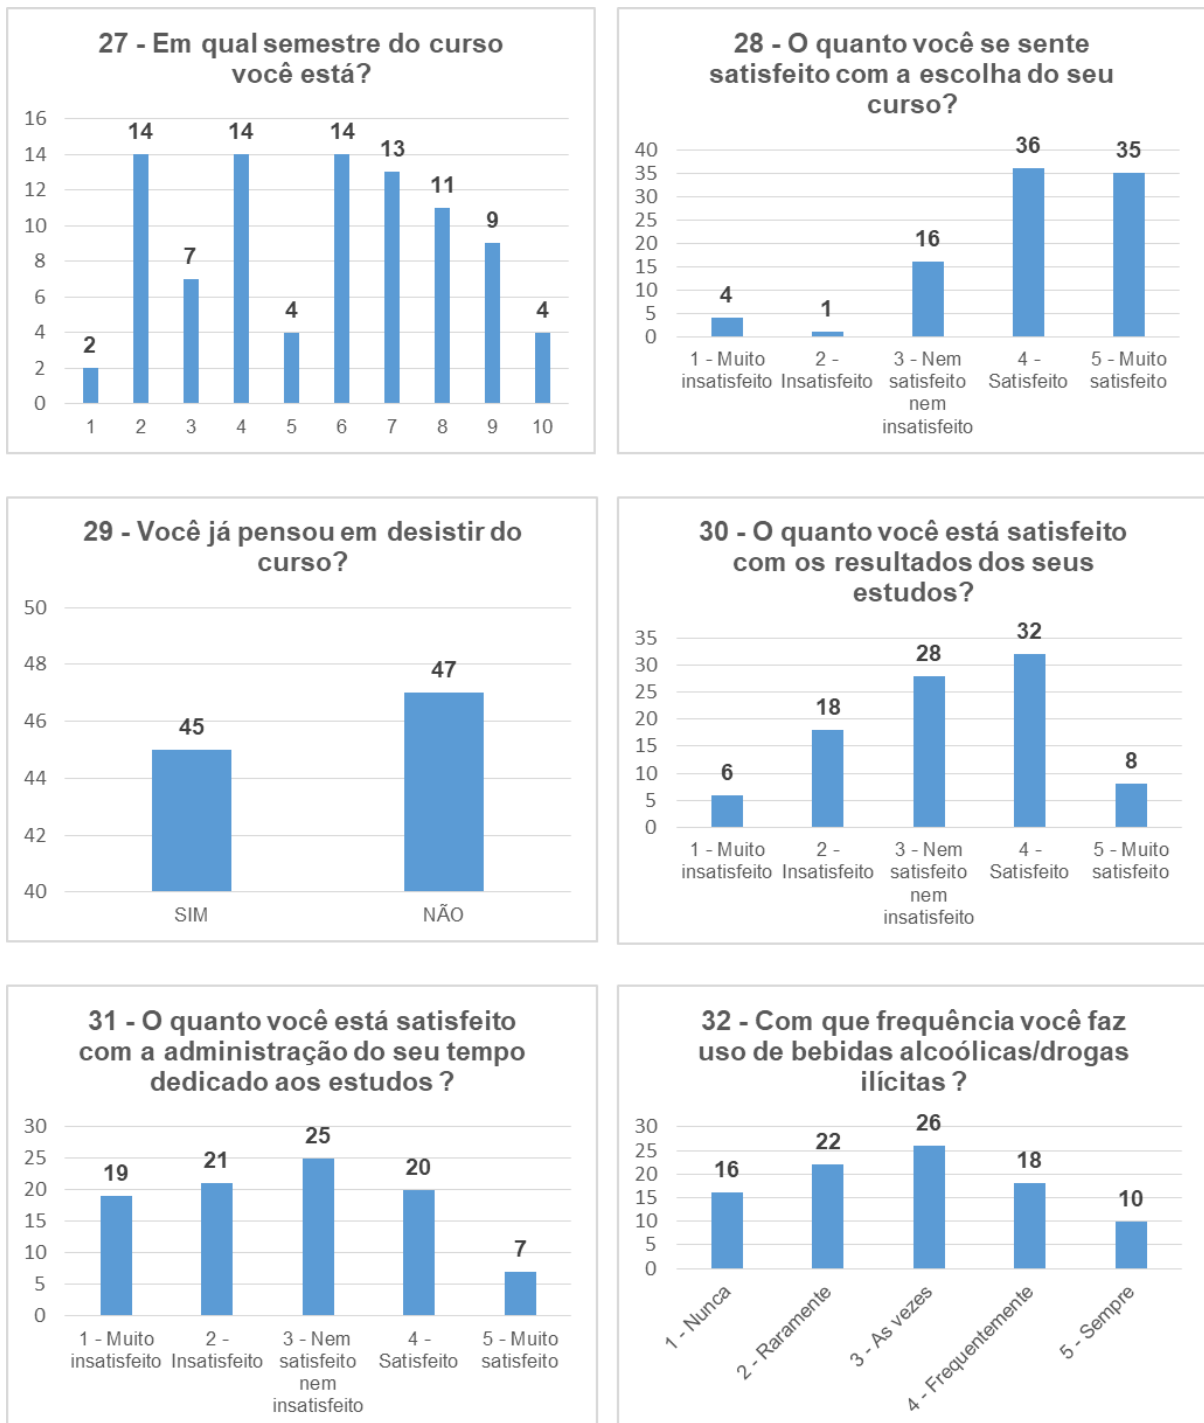 27 - Em qual semestre do curso
você está?
16
14
12
10
8
6
4
2
0
2
14
7
14
4
14
13
11
9
4
1 2 3 4 5 6 7 8 9 10
28 - O quanto você se sente
satisfeito com a escolha do seu
curso?
40
35
30
25
20
15
10
5
0
4
1
16
36
35
1 - Muito insatisfeito
2 - Insatisfeito
3 - Nem satisfeito nem insatisfeito
4 - Satisfeito
5 - Muito satisfeito
29 - Você já pensou em desistir do
curso?
50
48
46
44
42
40
45
47
SIM NÃO
30 - O quanto você está satisfeito
com os resultados dos seus
estudos?
35
30
25
20
15
10
5
0
6
18
28
32
8
1 - Muito insatisfeito
2 - Insatisfeito
3 - Nem satisfeito nem insatisfeito
4 - Satisfeito
5 - Muito satisfeito
31 - O quanto você está satisfeito
com a administração do seu tempo
dedicado aos estudos ?
30
25
20
15
10
5
0
19
21
25
20
7
1 - Muito insatisfeito
2 - Insatisfeito
3 - Nem satisfeito nem insatisfeito
4 - Satisfeito
5 - Muito satisfeito
32 - Com que frequência você faz
uso de bebidas alcoólicas/drogas
ilícitas ?
30
25
20
15
10
5
0
16
22
26
18
10
1 - Nunca
2 - Raramente
3 - As vezes
4 - Frequentemente
5 - Sempre